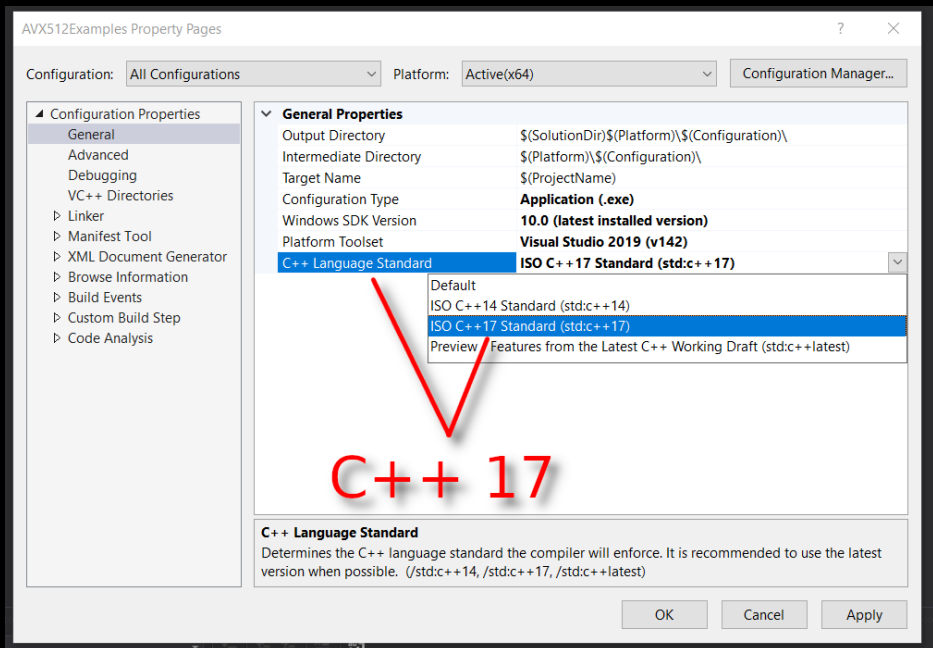 AVX512Examples Property Pages
Configuration: All Configurations Platform: Active(x64) Configuration Manager...
Configuration Properties
General
Advanced
Debugging
VC++ Directories
Linker
Manifest Tool
XML Document Generator
Browse Information
Build Events
Custom Build Step
Code Analysis
General Properties
Output Directory $(SolutionDir)$(Platform)\$(Configuration)\
Intermediate Directory $(Platform)\$(Configuration)\
Target Name $(ProjectName)
Configuration Type Application (.exe)
Windows SDK Version 10.0 (latest installed version)
Platform Toolset Visual Studio 2019 (v142)
C++ Language Standard ISO C++17 Standard (std:c++17)
Default
ISO C++14 Standard (std:c++14)
ISO C++17 Standard (std:c++17)
Preview - Features from the Latest C++ Working Draft (std:c++latest)
C++ 17
C++ Language Standard
Determines the C++ language standard the compiler will enforce. It is recommended to use the latest
version when possible. (/std:c++14, /std:c++17, /std:c++latest)
OK Cancel Apply